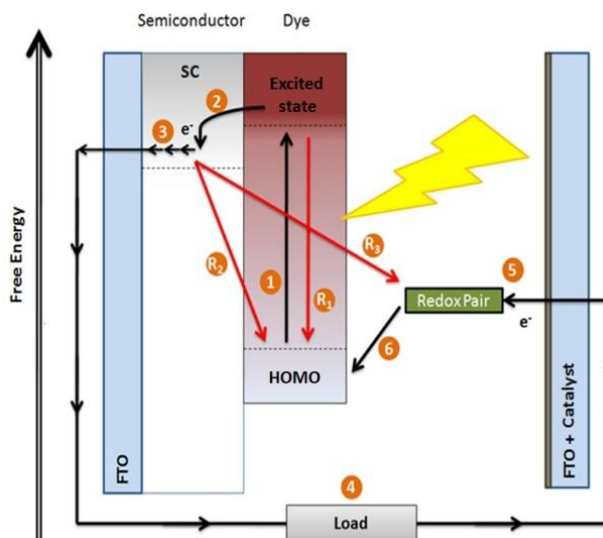 Semiconductor
Dye
SC
Excited
state
2
3
e-
Free Energy
R2
1
R3
R1
5
Redox Pair
e-
6
HOMO
FTO
FTO + Catalyst
4
Load